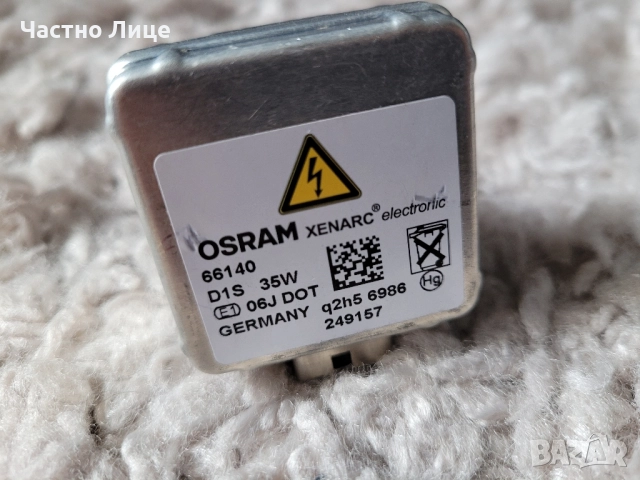 Частно Лице
OSRAM XENARC® electronic
66140
D1S 35W
E1 06J DOT q2h5 6986
GERMANY 249157
Hg
BAZAR